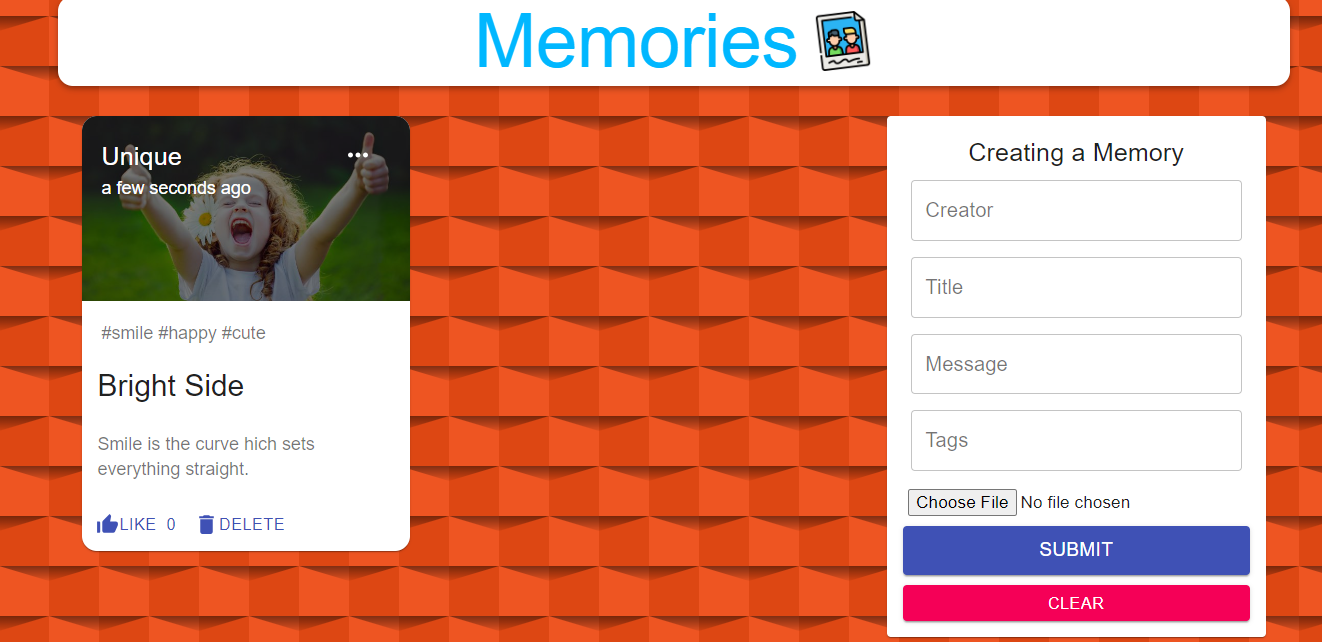 Memories
Unique
a few seconds ago
#smile #happy #cute
Bright Side
Smile is the curve hich sets
everything straight.
LIKE 0 DELETE
Creating a Memory
Creator
Title
Message
Tags
Choose File No file chosen
SUBMIT
CLEAR